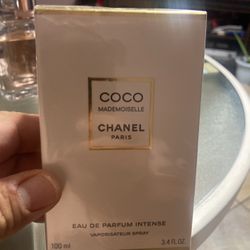 COCO
MADEMOISELLE
CHANEL
PARIS
EAU DE PARFUM INTENSE
VAPORISATEUR SPRAY
100 ml 3.4 FL. OZ.